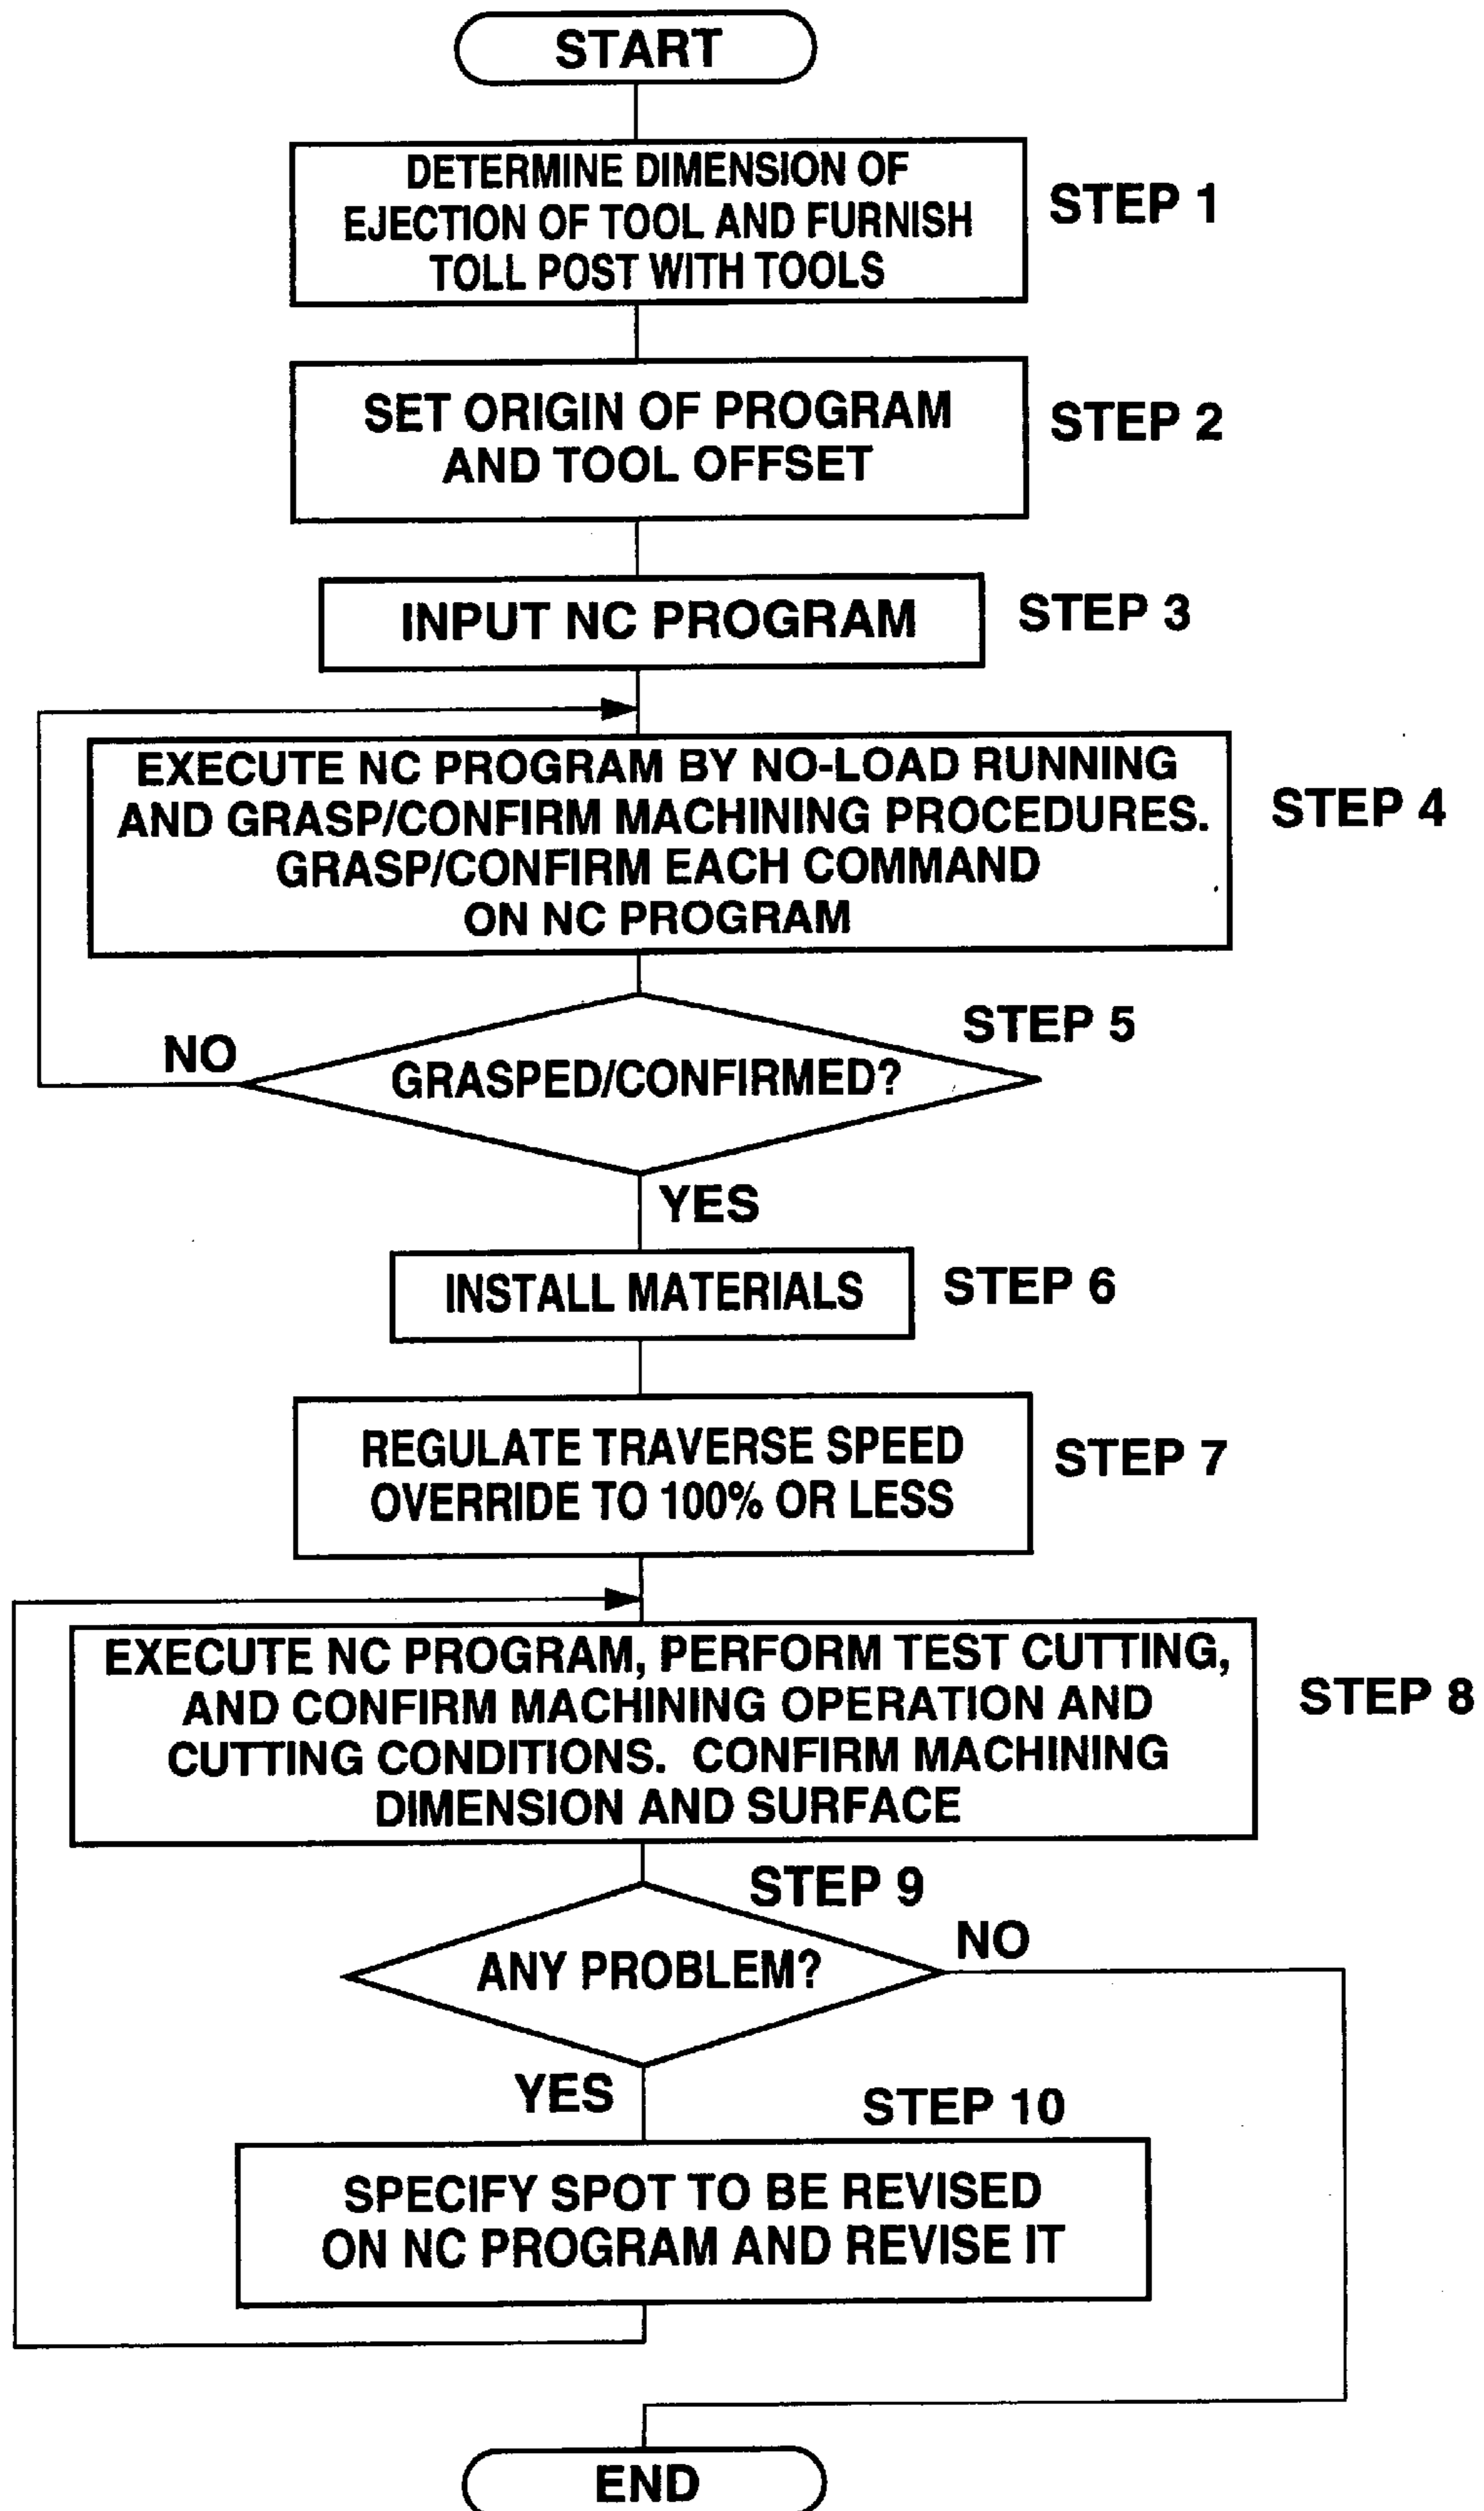 START
DETERMINE DIMENSION OF
EJECTION OF TOOL AND FURNISH
TOLL POST WITH TOOLS
STEP 1
SET ORIGIN OF PROGRAM
AND TOOL OFFSET
STEP 2
INPUT NC PROGRAM
STEP 3
EXECUTE NC PROGRAM BY NO-LOAD RUNNING
AND GRASP/CONFIRM MACHINING PROCEDURES.
GRASP/CONFIRM EACH COMMAND
ON NC PROGRAM
STEP 4
STEP 5
NO
GRASPED/CONFIRMED?
YES
INSTALL MATERIALS
STEP 6
REGULATE TRAVERSE SPEED
OVERRIDE TO 100% OR LESS
STEP 7
EXECUTE NC PROGRAM, PERFORM TEST CUTTING,
AND CONFIRM MACHINING OPERATION AND
CUTTING CONDITIONS. CONFIRM MACHINING
DIMENSION AND SURFACE
STEP 8
STEP 9
NO
ANY PROBLEM?
YES
STEP 10
SPECIFY SPOT TO BE REVISED
ON NC PROGRAM AND REVISE IT
END